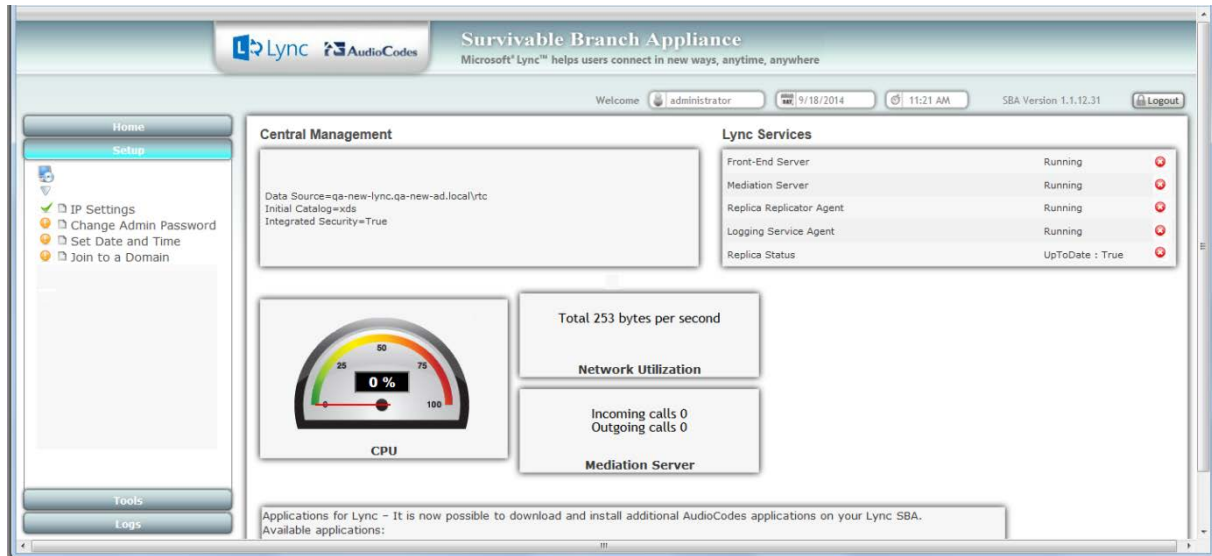 Lync AudioCodes
Survivable Branch Appliance
Microsoft® Lync™ helps users connect in new ways, anytime, anywhere
Welcome administrator 9/18/2014 11:21 AM SBA Version 1.1.12.31 Logout
Home
Setup
IP Settings
Change Admin Password
Set Date and Time
Join to a Domain
Tools
Logs
Central Management
Data Source=qa-new-lync.qa-new-ad.local\rtc
Initial Catalog=xds
Integrated Security=True
Lync Services
Front-End Server Running
Mediation Server Running
Replica Replicator Agent Running
Logging Service Agent Running
Replica Status UpToDate : True
0 25 50 75 100
0 %
CPU
Total 253 bytes per second
Network Utilization
Incoming calls 0
Outgoing calls 0
Mediation Server
Applications for Lync – It is now possible to download and install additional AudioCodes applications on your Lync SBA.
Available applications: